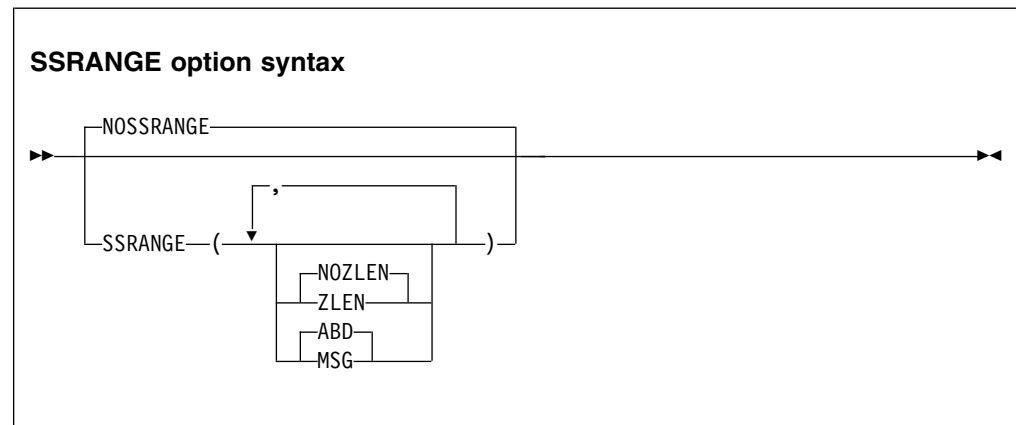 SSRANGE option syntax
NOSSRANGE
,
SSRANGE ( )
NOZLEN
ZLEN
ABD
MSG